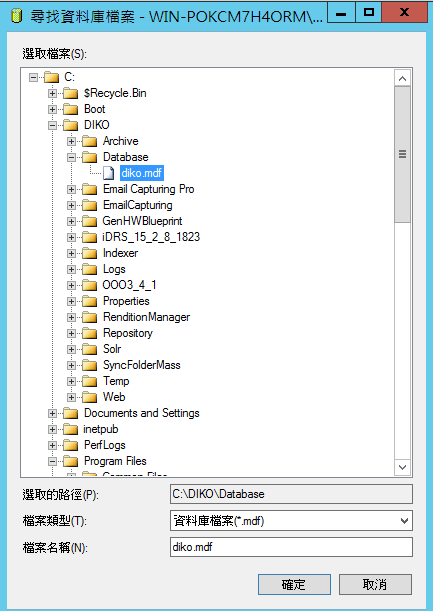 尋找資料庫檔案 - WIN-POKCM7H4ORM\...
選取檔案(S):
C:
$Recycle.Bin
Boot
DIKO
Archive
Database
diko.mdf
Email Capturing Pro
EmailCapturing
GenHWBlueprint
iDRS_15_2_8_1823
Indexer
Logs
OOO3_4_1
Properties
RenditionManager
Repository
Solr
SyncFolderMass
Temp
Web
Documents and Settings
inetpub
PerfLogs
Program Files
Common Files
選取的路徑(P): C:\DIKO\Database
檔案類型(T): 資料庫檔案(*.mdf)
檔案名稱(N): diko.mdf
確定 取消